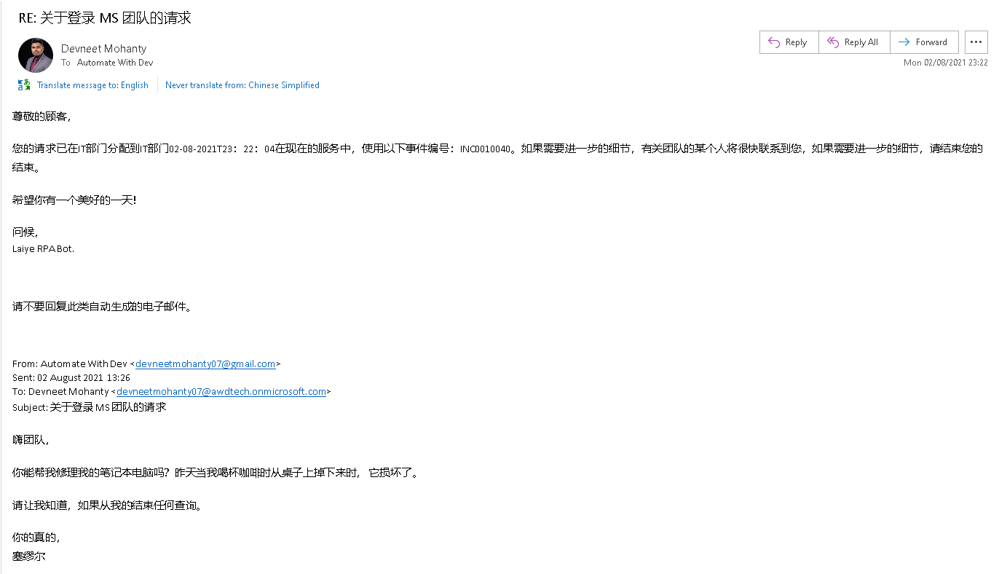 RE: 关于登录 MS 团队的请求
Devneet Mohanty
To Automate With Dev
Reply
Reply All
Forward
Mon 02/08/2021 23:22
Translate message to: English
Never translate from: Chinese Simplified
尊敬的顾客，
您的请求已在IT部门分配到IT部门02-08-2021T23：22：04在现在的服务中，使用以下事件编号：INC0010040。如果需要进一步的细节，有关团队的某个人将很快联系到您，如果需要进一步的细节，请结束您的
结束。
希望你有一个美好的一天!
问候，
Laiye RPA Bot.
请不要回复此类自动生成的电子邮件。
From: Automate With Dev <devneetmohanty07@gmail.com>
Sent: 02 August 2021 13:26
To: Devneet Mohanty <devneetmohanty07@awdtech.onmicrosoft.com>
Subject: 关于登录 MS 团队的请求
嗨团队，
你能帮我修理我的笔记本电脑吗？昨天当我喝杯咖啡时从桌子上掉下来时， 它损坏了。
请让我知道，如果从我的结束任何查询。
你的真的，
塞缪尔